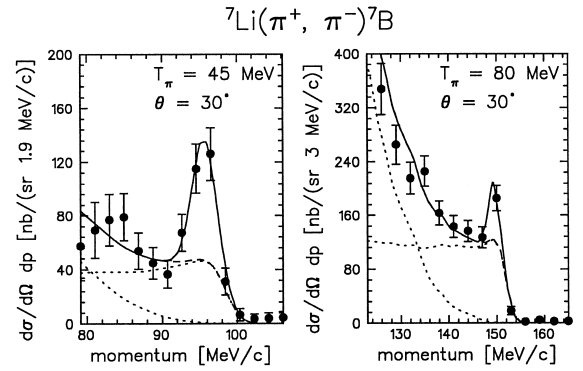 ⁷Li(π⁺, π⁻)⁷B
dσ/dΩ dp [nb/(sr 1.9 MeV/c)]
200
160
120
80
40
0
T_π = 45 MeV
θ = 30°
80 90 100
momentum [MeV/c]
dσ/dΩ dp [nb/(sr 3 MeV/c)]
400
320
240
160
80
0
T_π = 80 MeV
θ = 30°
130 140 150 160
momentum [MeV/c]